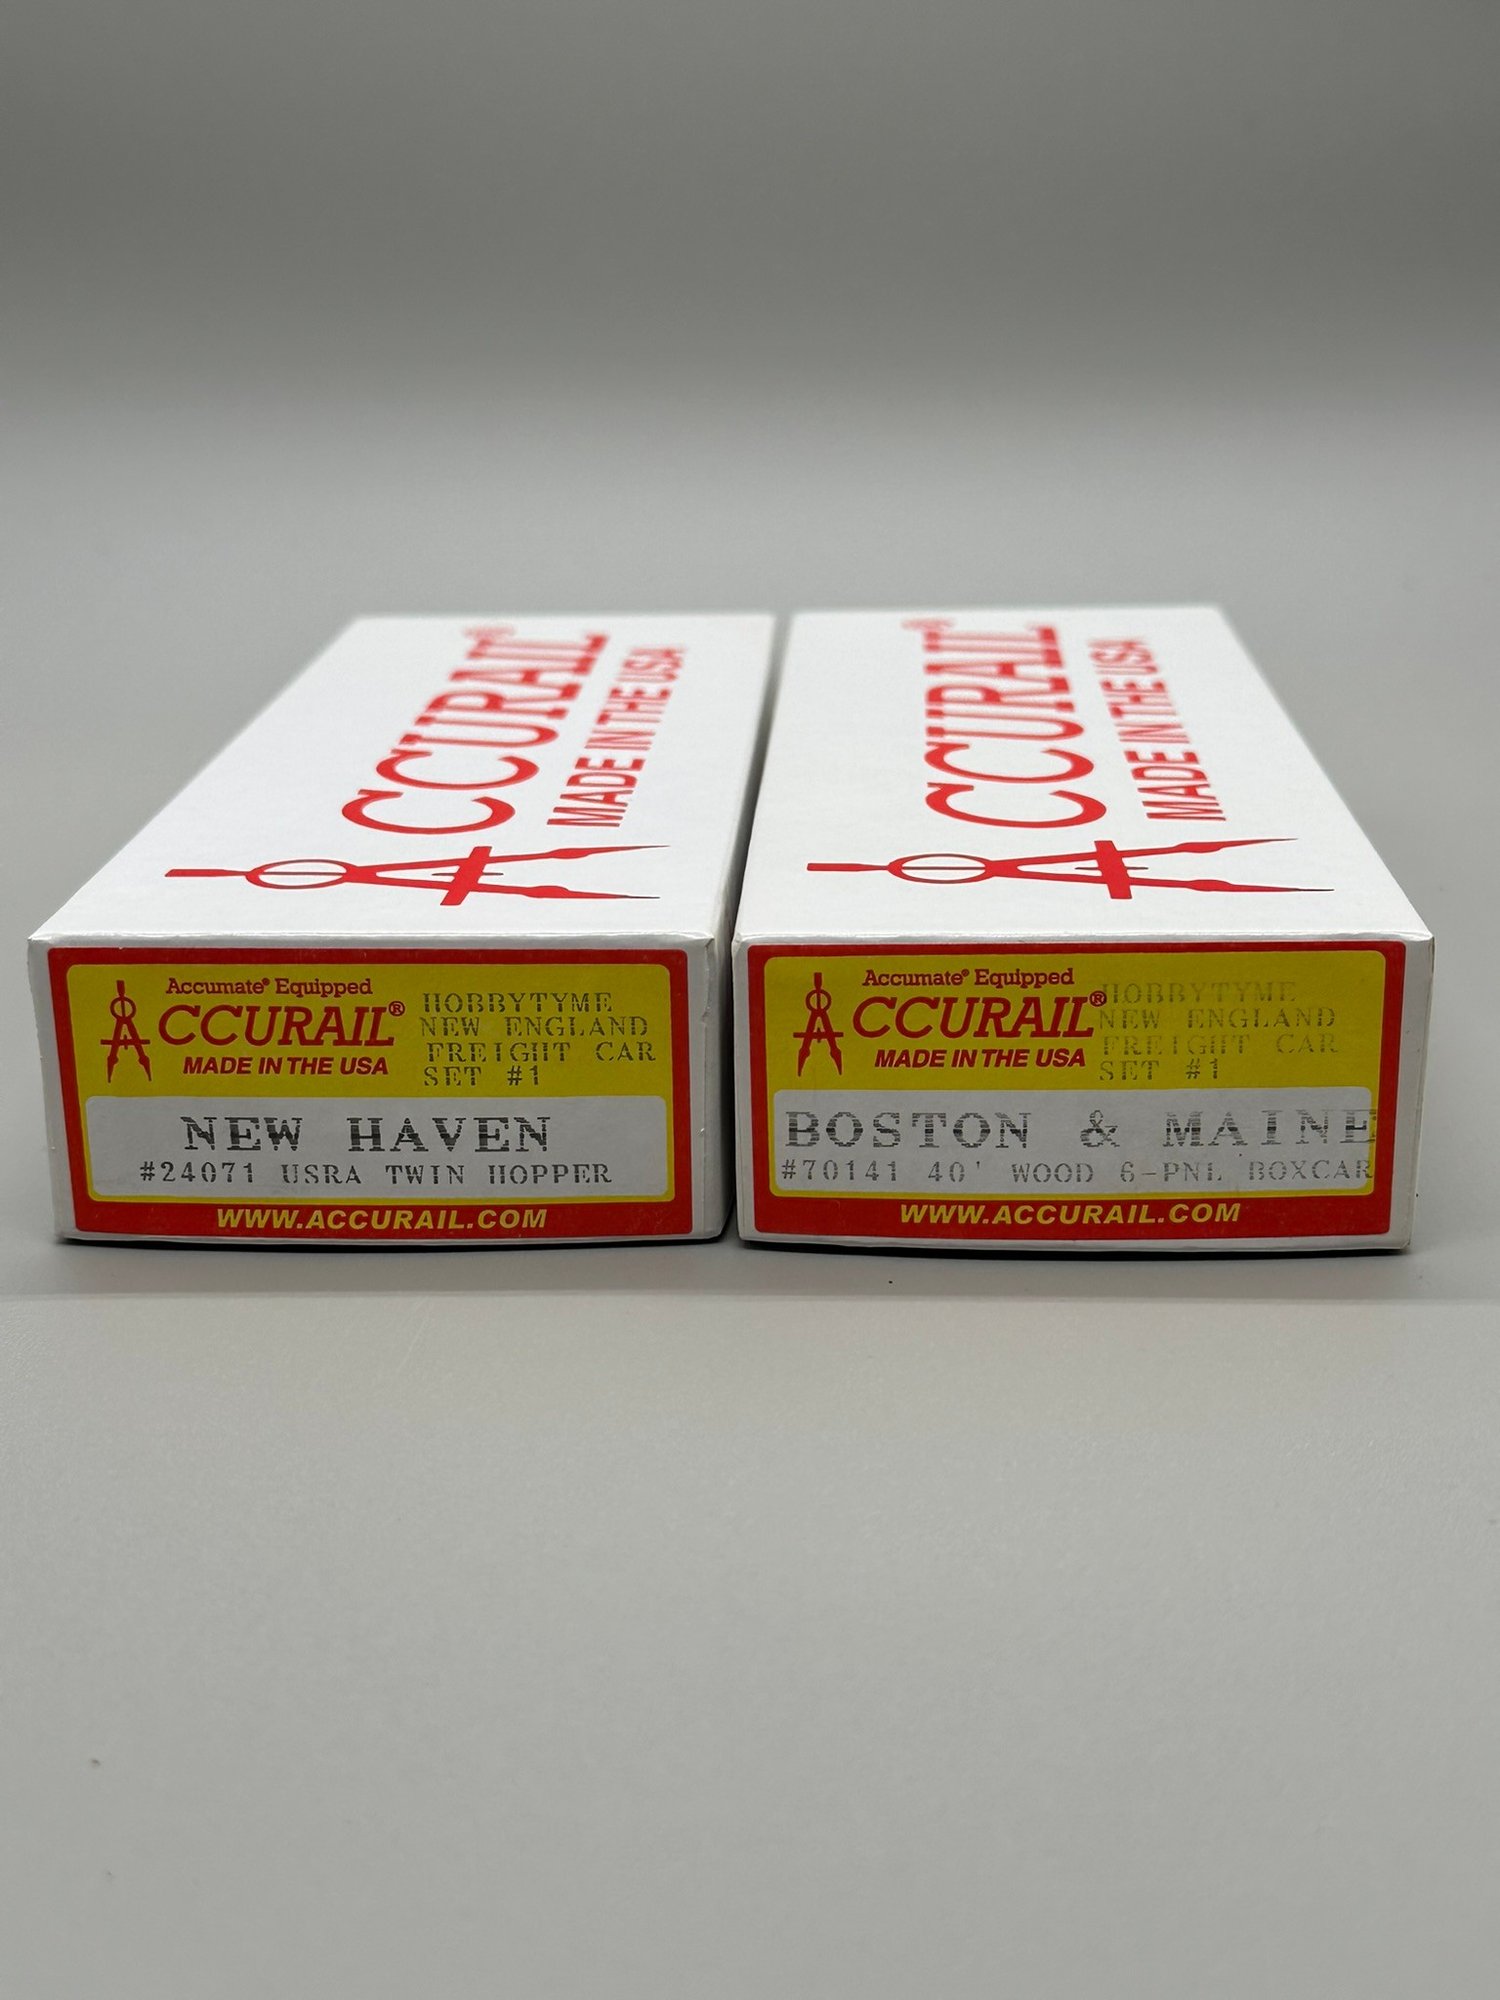 ACCURAIL®
MADE IN THE USA
Accumate® Equipped
ACCURAIL®
MADE IN THE USA
HOBBYTYME
NEW ENGLAND
FREIGHT CAR
SET #1
NEW HAVEN
#24071 USRA TWIN HOPPER
WWW.ACCURAIL.COM
ACCURAIL®
MADE IN THE USA
Accumate® Equipped
ACCURAIL®
MADE IN THE USA
HOBBYTYME
NEW ENGLAND
FREIGHT CAR
SET #1
BOSTON & MAINE
#70141 40' WOOD 6-PNL BOXCAR
WWW.ACCURAIL.COM